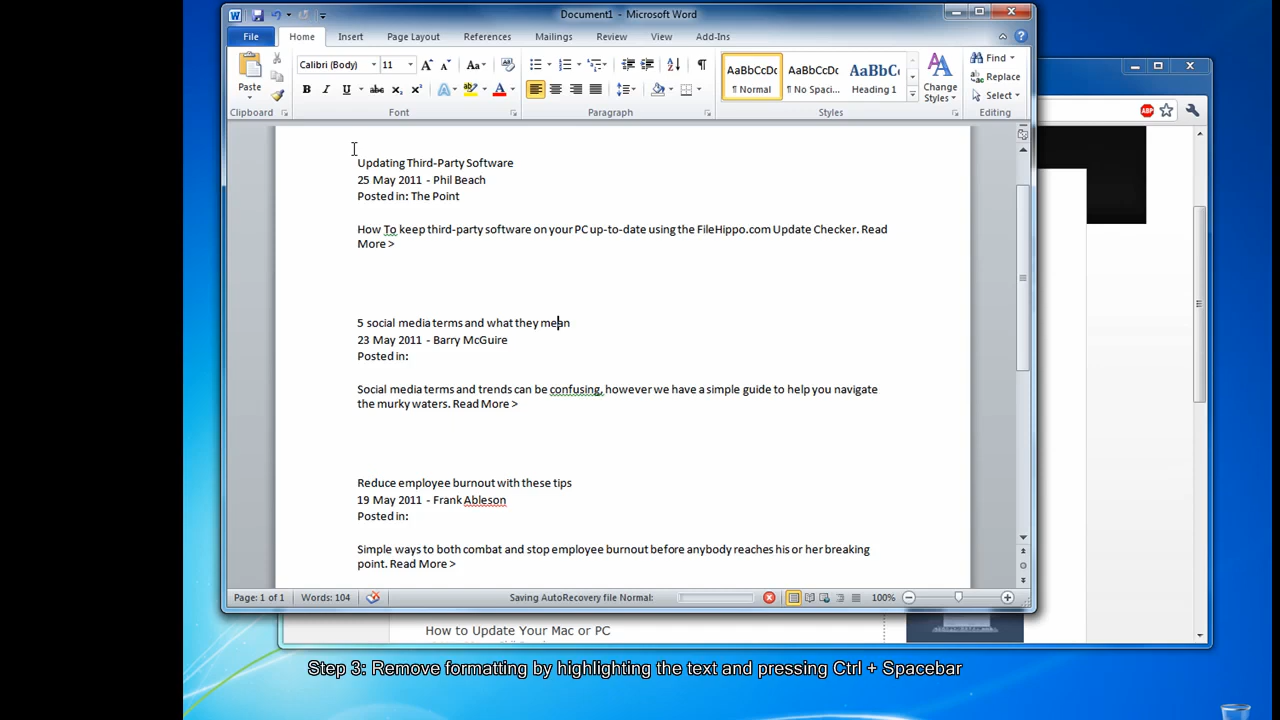 Document1 - Microsoft Word
File Home Insert Page Layout References Mailings Review View Add-Ins
Calibri (Body) 11
Paste
AaBbCcDc AaBbCcDc AaBbC
¶ Normal ¶ No Spaci... Heading 1
Change
Styles
Find
Replace
Select
Clipboard Font Paragraph Styles Editing
ABP
Updating Third-Party Software
25 May 2011 - Phil Beach
Posted in: The Point
How To keep third-party software on your PC up-to-date using the FileHippo.com Update Checker. Read
More >
5 social media terms and what they mean
23 May 2011 - Barry McGuire
Posted in:
Social media terms and trends can be confusing, however we have a simple guide to help you navigate
the murky waters. Read More >
Reduce employee burnout with these tips
19 May 2011 - Frank Ableson
Posted in:
Simple ways to both combat and stop employee burnout before anybody reaches his or her breaking
point. Read More >
Page: 1 of 1 Words: 104 Saving AutoRecovery file Normal: 100%
How to Update Your Mac or PC
Step 3: Remove formatting by highlighting the text and pressing Ctrl + Spacebar